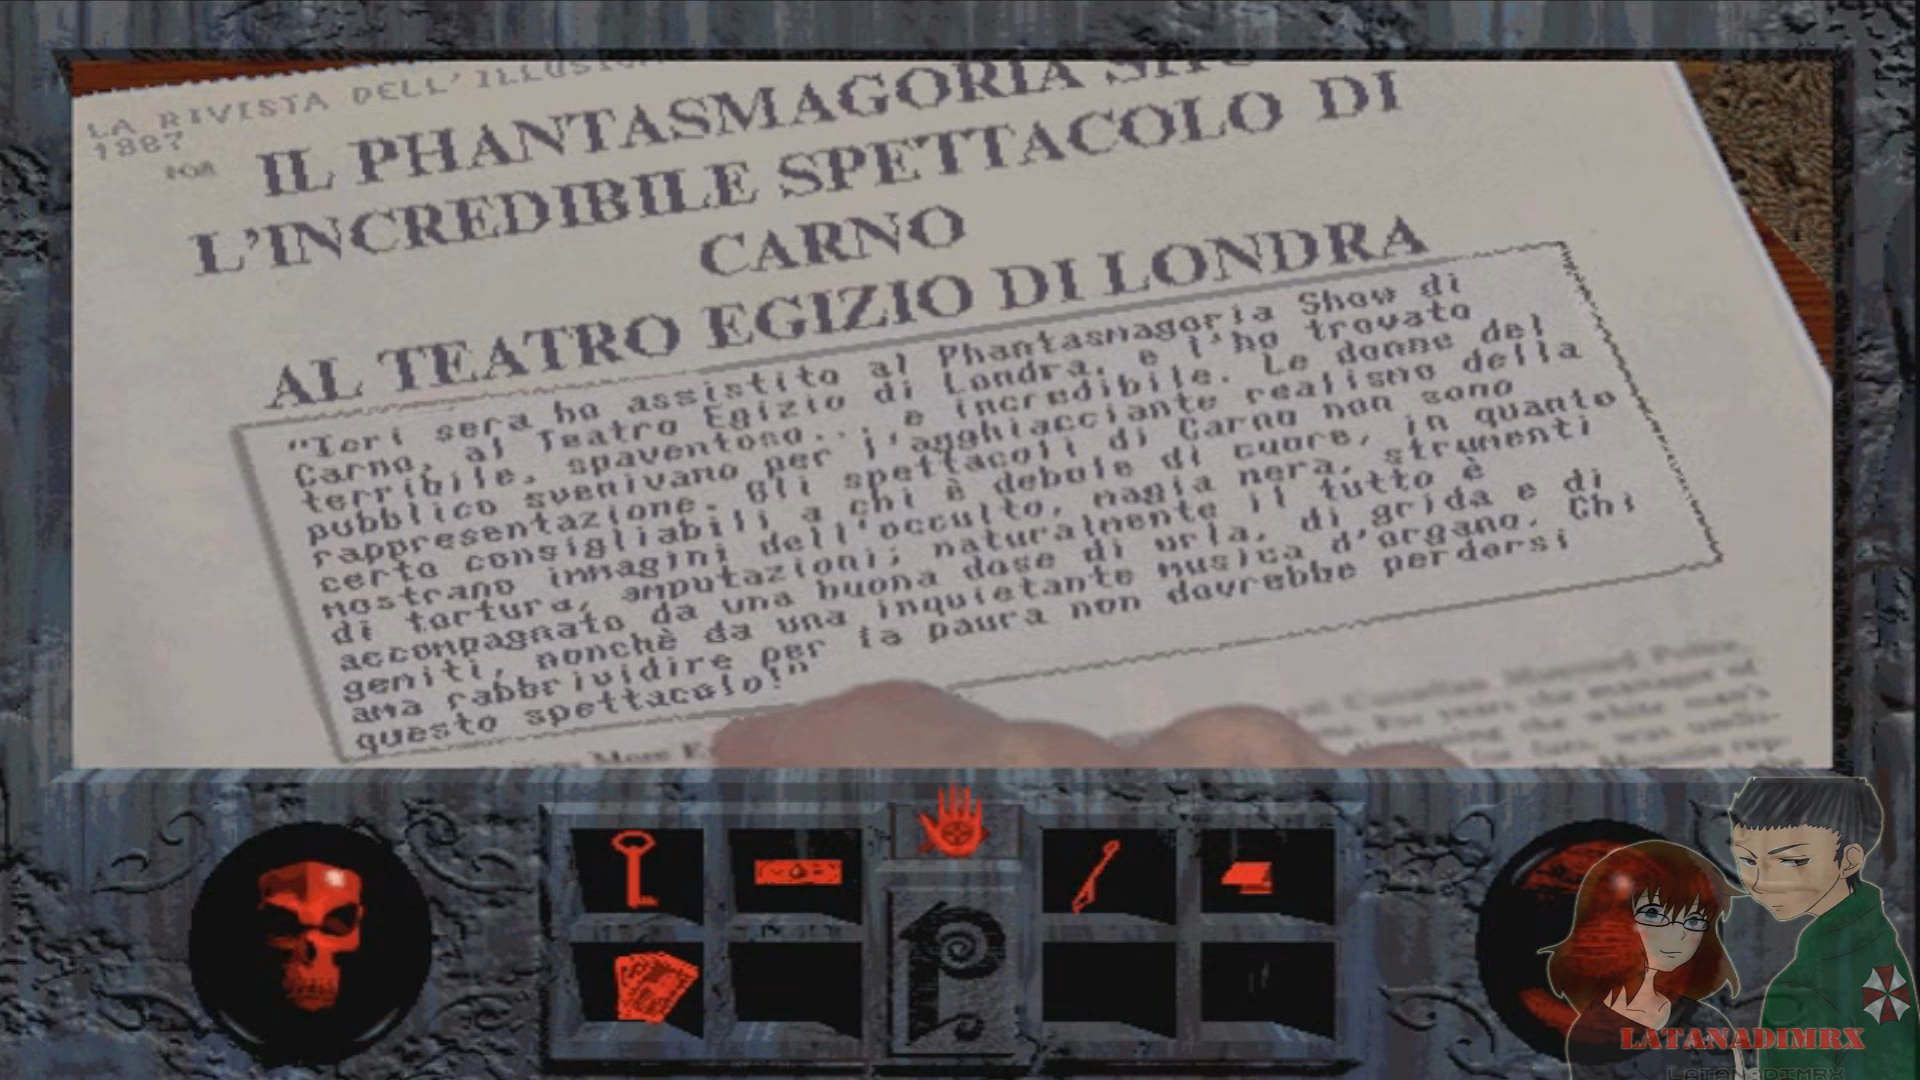 LA RIVISTA DELL'
1887
IL PHANTASMAGORIA
L'INCREDIBILE SPETTACOLO DI
CARNO
AL TEATRO EGIZIO DI LONDRA
"Ieri sera ho assistito al Phantasmagoria Show di
Carno, al Teatro Egizio di Londra, e l'ho trovato
terribile, spaventoso... e incredibile. Le donne del
pubblico svenivano per l'agghiacciante realismo della
rappresentazione. Gli spettacoli di Carno non sono
certo consigliabili a chi è debole di cuore, in quanto
mostrano immagini dell'occulto, magia nera, strumenti
di tortura, amputazioni; naturalmente il tutto è
accompagnato da una buona dose di urla, di grida e di
gemiti, nonchè da una inquietante musica d'organo. Chi
ama rabbrividire per la paura non dovrebbe perdersi
questo spettacolo!"
LATANADIMRX
LATANADIMRX